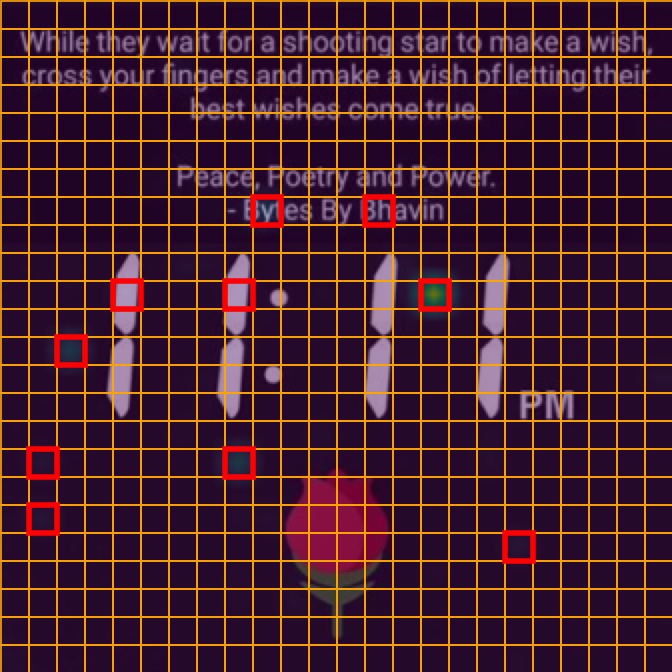 While they wait for a shooting star to make a wish,
cross your fingers and make a wish of letting their
best wishes come true.
Peace, Poetry and Power.
- Bytes By Bhavin
11:11 PM